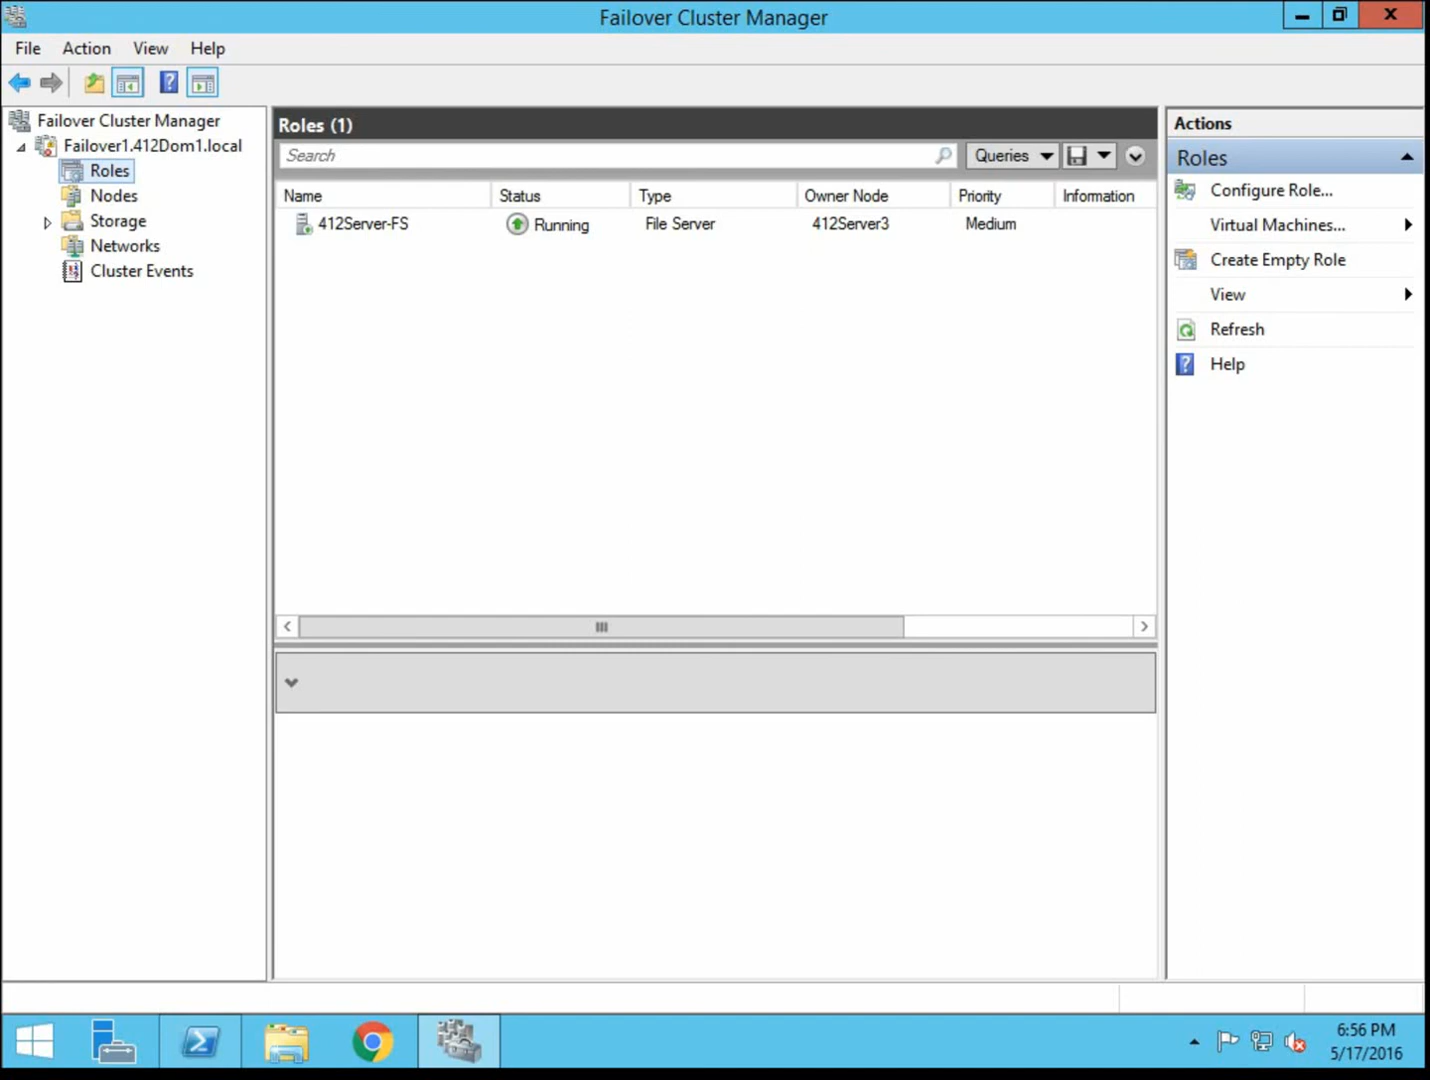 Failover Cluster Manager
File Action View Help
Failover Cluster Manager
Failover1.412Dom1.local
Roles
Nodes
Storage
Networks
Cluster Events
Roles (1)
Search
Queries
Name Status Type Owner Node Priority Information
412Server-FS Running File Server 412Server3 Medium
Actions
Roles
Configure Role...
Virtual Machines...
Create Empty Role
View
Refresh
Help
6:56 PM
5/17/2016